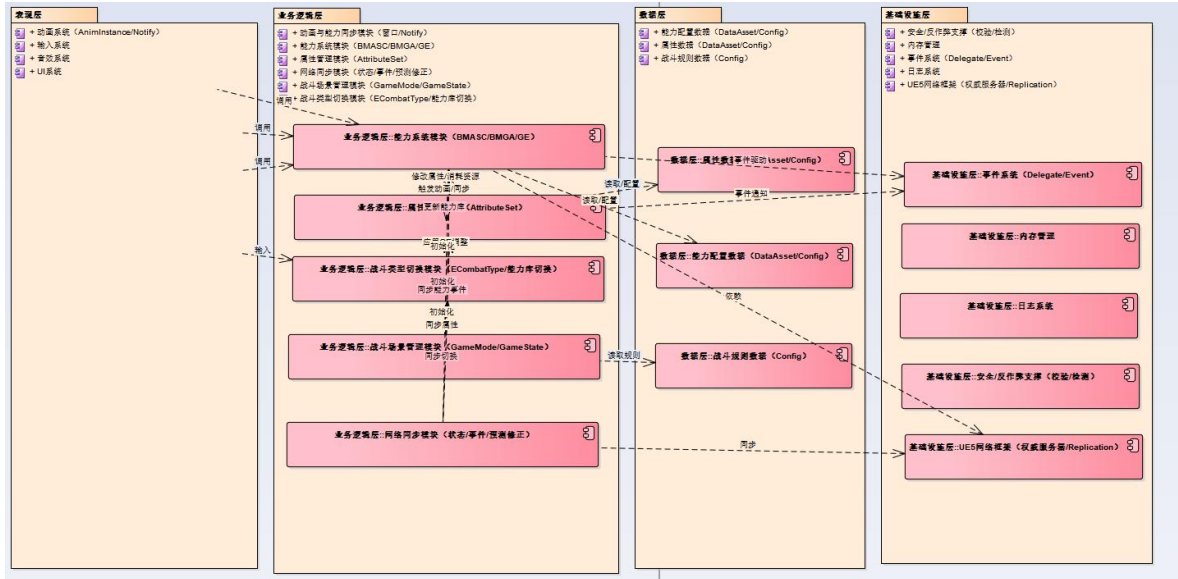 表现层
+ 动画系统（AnimInstance/Notify）
+ 输入系统
+ 音效系统
+ UI系统
业务逻辑层
+ 动画与能力同步模块（窗口/Notify）
+ 能力系统模块（BMASC/BMGA/GE）
+ 属性管理模块（AttributeSet）
+ 网络同步模块（状态/事件/预测修正）
+ 战斗场景管理模块（GameMode/GameState）
+ 战斗类型切换模块（ECombatType/能力库切换）
数据层
+ 能力配置数据（DataAsset/Config）
+ 属性数据（DataAsset/Config）
+ 战斗规则数据（Config）
基础设施层
+ 安全/反作弊支撑（校验/检测）
+ 内存管理
+ 事件系统（Delegate/Event）
+ 日志系统
+ UE5网络框架（权威服务器/Replication）
调用
调用
调用
输入
业务逻辑层::能力系统模块（BMASC/BMGA/GE）
修改属性/消耗资源
触发动画/同步
业务逻辑层::属
更新能力库
(AttributeSet）
初始化
业务逻辑层::战斗类型切换模块（ECombatType/能力库切换）
初始化
同步能力事件
初始化
同步属性
业务逻辑层::战斗场景管理模块（GameMode/GameState）
同步切换
业务逻辑层::网络同步模块（状态/事件/预测修正）
读取/配置
读取/配置
读取规则
数据层::属性数
事件驱动
asset/Config）
事件通知
数据层::能力配置数据（DataAsset/Config）
依赖
数据层::战斗规则数据（Config）
同步
基础设施层::事件系统（Delegate/Event）
基础设施层::内存管理
基础设施层::日志系统
基础设施层::安全/反作弊支撑（校验/检测）
基础设施层::UE5网络框架（权威服务器/Replication）